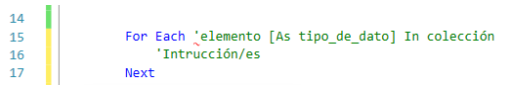 14
15 For Each 'elemento [As tipo_de_dato] In colección
16 'Intrucción/es
17 Next